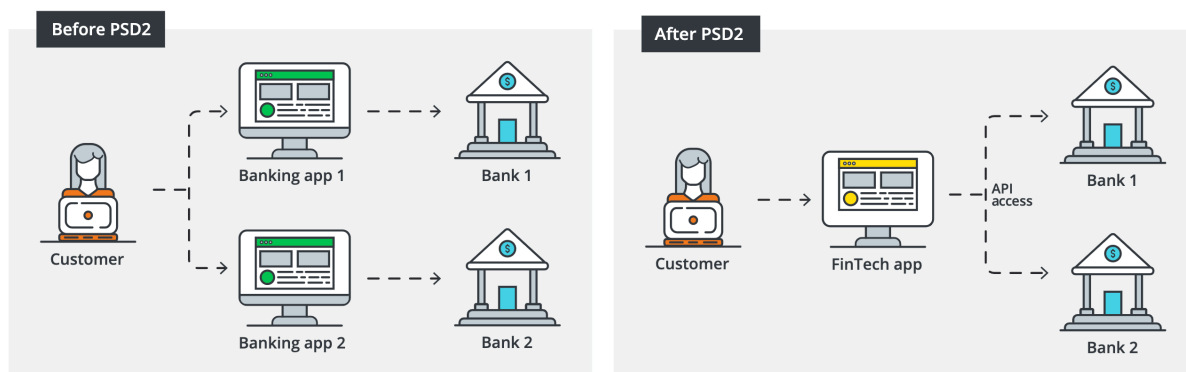 Before PSD2
Banking app 1
Bank 1
Customer
Banking app 2
Bank 2
After PSD2
Bank 1
API
access
Customer
FinTech app
Bank 2